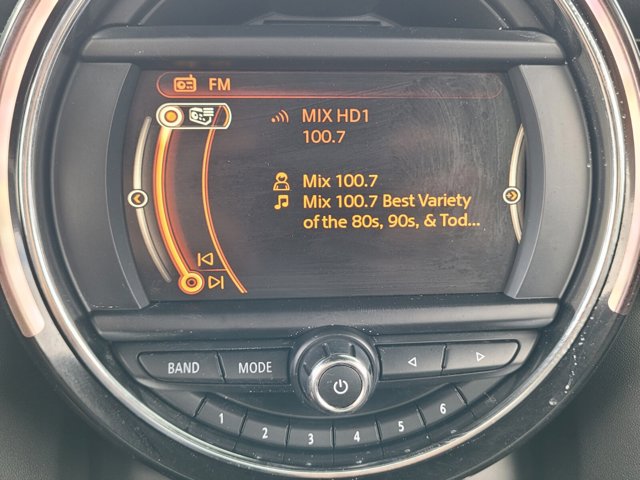 FM
MIX HD1
100.7
Mix 100.7
Mix 100.7 Best Variety
of the 80s, 90s, & Tod...
BAND
MODE
1
2
3
4
5
6